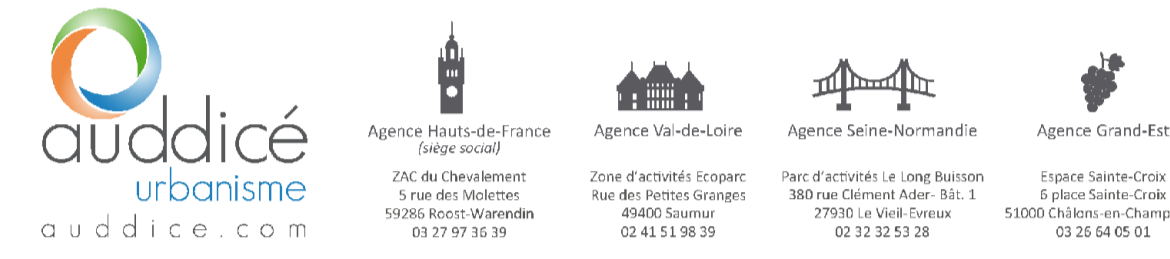 auddicé
urbanisme
auddice.com
Agence Hauts-de-France
(siège social)
ZAC du Chevalement
5 rue des Molettes
59286 Roost-Warendin
03 27 97 36 39
Agence Val-de-Loire
Zone d'activités Ecoparc
Rue des Petites Granges
49400 Saumur
02 41 51 98 39
Agence Seine-Normandie
Parc d'activités Le Long Buisson
380 rue Clément Ader- Bât. 1
27930 Le Vieil-Evreux
02 32 32 53 28
Agence Grand-Est
Espace Sainte-Croix
6 place Sainte-Croix
51000 Châlons-en-Champ
03 26 64 05 01